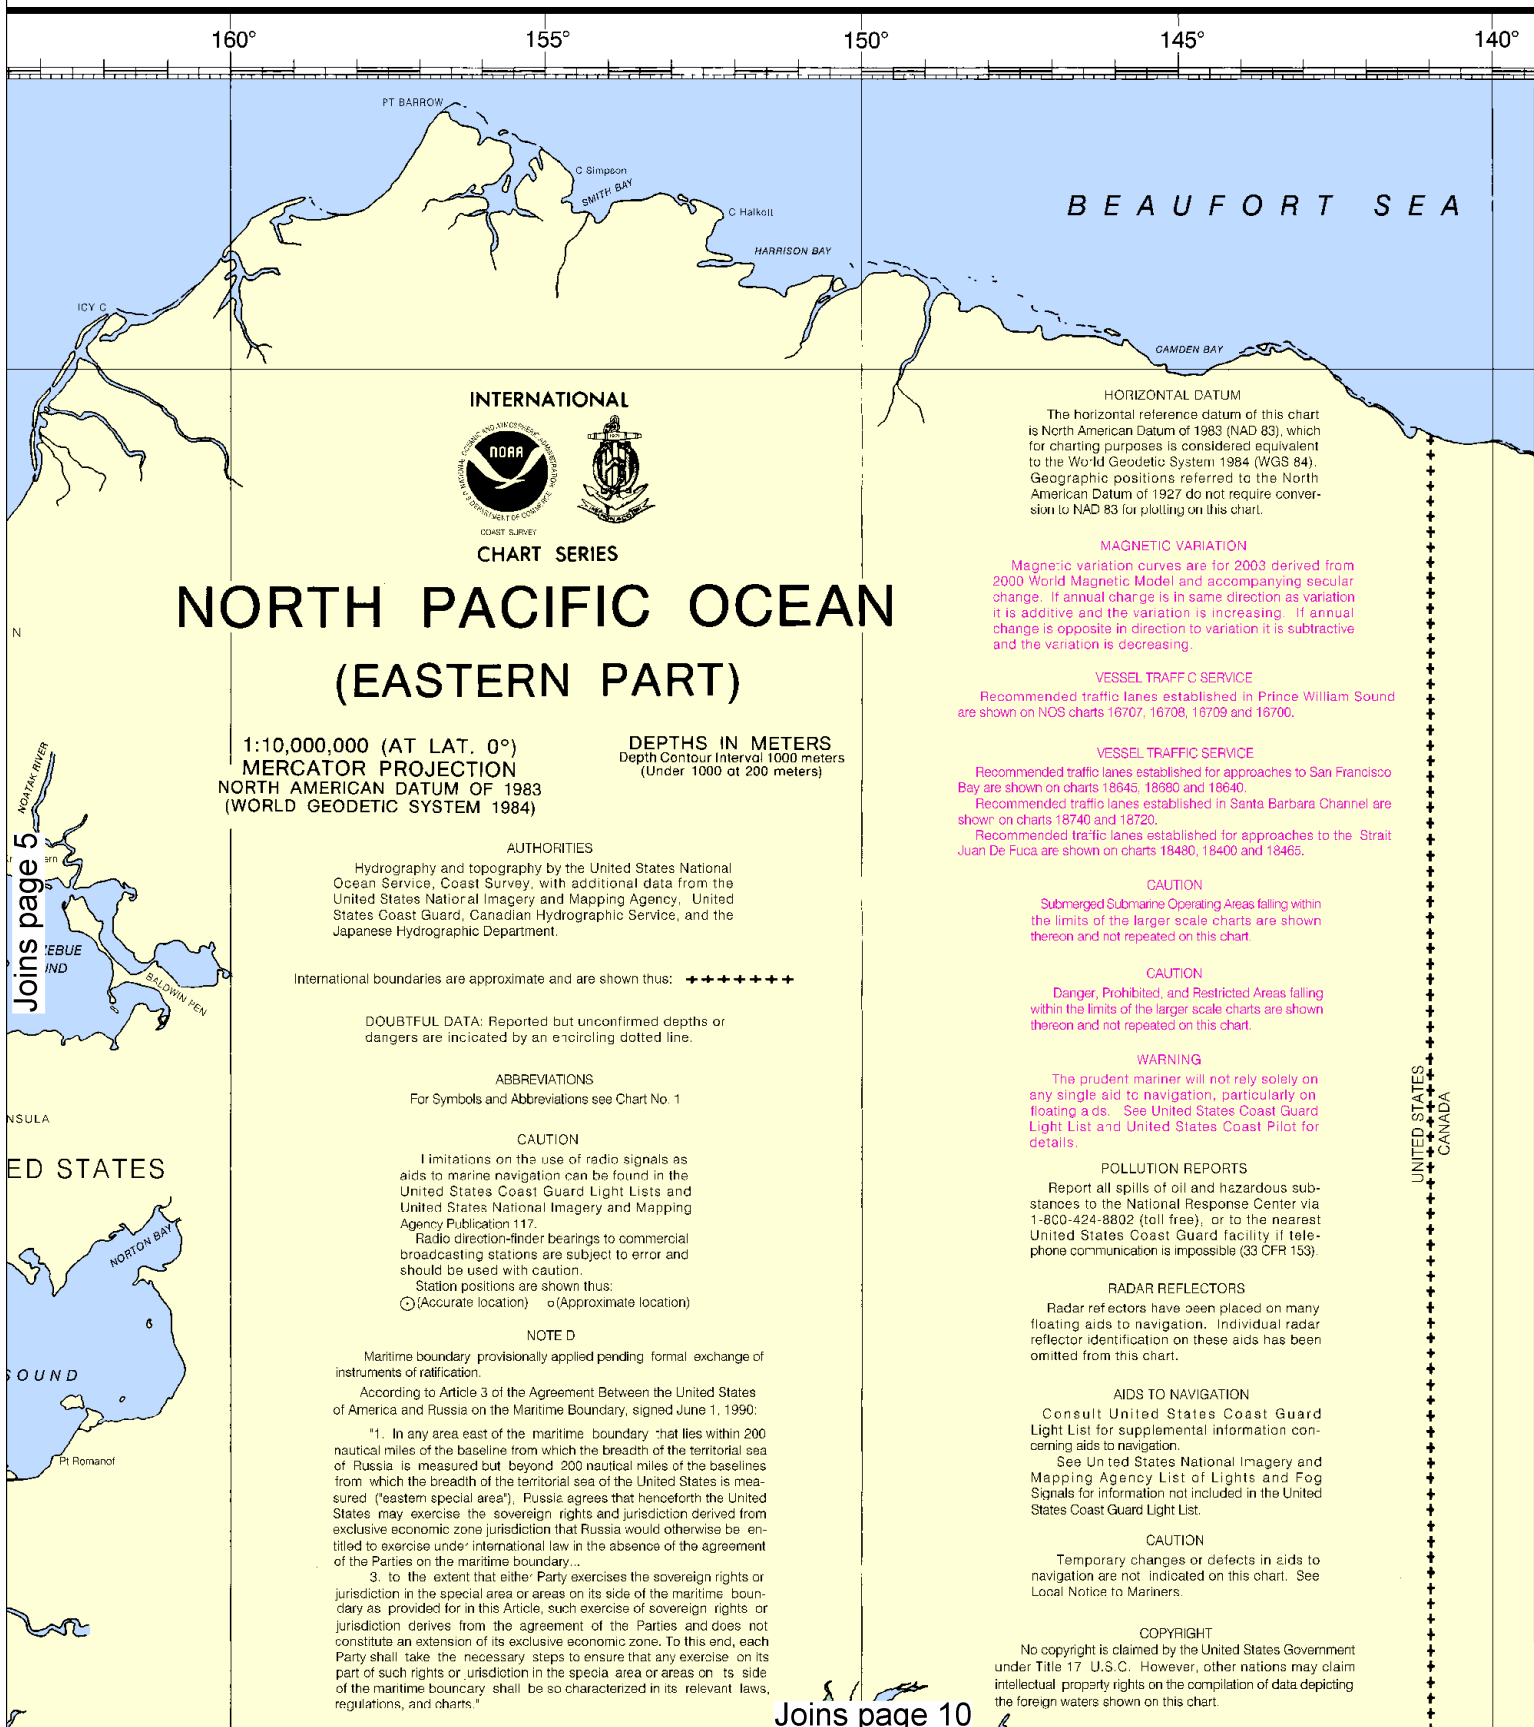 160° 155° 150° 145° 140°
PT BARROW
C Simpson
SMITH BAY
C Halkett
HARRISON BAY
BEAUFORT SEA
ICY C
CAMDEN BAY
INTERNATIONAL
NOAA
COAST SURVEY
CHART SERIES
NORTH PACIFIC OCEAN
(EASTERN PART)
1:10,000,000 (AT LAT. 0°)
MERCATOR PROJECTION
NORTH AMERICAN DATUM OF 1983
(WORLD GEODETIC SYSTEM 1984)
DEPTHS IN METERS
Depth Contour Interval 1000 meters
(Under 1000 at 200 meters)
AUTHORITIES
Hydrography and topography by the United States National
Ocean Service, Coast Survey, with additional data from the
United States National Imagery and Mapping Agency, United
States Coast Guard, Canadian Hydrographic Service, and the
Japanese Hydrographic Department.
International boundaries are approximate and are shown thus:
DOUBTFUL DATA: Reported but unconfirmed depths or
dangers are indicated by an encircling dotted line.
ABBREVIATIONS
For Symbols and Abbreviations see Chart No. 1
CAUTION
Limitations on the use of radio signals as
aids to marine navigation can be found in the
United States Coast Guard Light Lists and
United States National Imagery and Mapping
Agency Publication 117.
Radio direction-finder bearings to commercial
broadcasting stations are subject to error and
should be used with caution.
Station positions are shown thus:
(Accurate location) o(Approximate location)
NOTE D
Maritime boundary provisionally applied pending formal exchange of
instruments of ratification.
According to Article 3 of the Agreement Between the United States
of America and Russia on the Maritime Boundary, signed June 1, 1990:
"1. In any area east of the maritime boundary that lies within 200
nautical miles of the baseline from which the breadth of the territorial sea
of Russia is measured but beyond 200 nautical miles of the baselines
from which the breadth of the territorial sea of the United States is mea-
sured ("eastern special area"), Russia agrees that henceforth the United
States may exercise the sovereign rights and jurisdiction derived from
exclusive economic zone jurisdiction that Russia would otherwise be en-
titled to exercise under international law in the absence of the agreement
of the Parties on the maritime boundary...
3. to the extent that either Party exercises the sovereign rights or
jurisdiction in the special area or areas on its side of the maritime boun-
dary as provided for in this Article, such exercise of sovereign rights or
jurisdiction derives from the agreement of the Parties and does not
constitute an extension of its exclusive economic zone. To this end, each
Party shall take the necessary steps to ensure that any exercise on its
part of such rights or jurisdiction in the special area or areas on its side
of the maritime boundary shall be so characterized in its relevant laws,
regulations, and charts."
HORIZONTAL DATUM
The horizontal reference datum of this chart
is North American Datum of 1983 (NAD 83), which
for charting purposes is considered equivalent
to the World Geodetic System 1984 (WGS 84).
Geographic positions referred to the North
American Datum of 1927 do not require conver-
sion to NAD 83 for plotting on this chart.
MAGNETIC VARIATION
Magnetic variation curves are for 2003 derived from
2000 World Magnetic Model and accompanying secular
change. If annual change is in same direction as variation
it is additive and the variation is increasing. If annual
change is opposite in direction to variation it is subtractive
and the variation is decreasing.
VESSEL TRAFFIC SERVICE
Recommended traffic lanes established in Prince William Sound
are shown on NOS charts 16707, 16708, 16709 and 16700.
VESSEL TRAFFIC SERVICE
Recommended traffic lanes established for approaches to San Francisco
Bay are shown on charts 18645, 18680 and 18640.
Recommended traffic lanes established in Santa Barbara Channel are
shown on charts 18740 and 18720.
Recommended traffic lanes established for approaches to the Strait
Juan De Fuca are shown on charts 18480, 18400 and 18465.
CAUTION
Submerged Submarine Operating Areas falling within
the limits of the larger scale charts are shown
thereon and not repeated on this chart.
CAUTION
Danger, Prohibited, and Restricted Areas falling
within the limits of the larger scale charts are shown
thereon and not repeated on this chart.
WARNING
The prudent mariner will not rely solely on
any single aid to navigation, particularly on
floating aids. See United States Coast Guard
Light List and United States Coast Pilot for
details.
POLLUTION REPORTS
Report all spills of oil and hazardous sub-
stances to the National Response Center via
1-800-424-8802 (toll free), or to the nearest
United States Coast Guard facility if tele-
phone communication is impossible (33 CFR 153).
RADAR REFLECTORS
Radar reflectors have been placed on many
floating aids to navigation. Individual radar
reflector identification on these aids has been
omitted from this chart.
AIDS TO NAVIGATION
Consult United States Coast Guard
Light List for supplemental information con-
cerning aids to navigation.
See United States National Imagery and
Mapping Agency List of Lights and Fog
Signals for information not included in the United
States Coast Guard Light List.
CAUTION
Temporary changes or defects in aids to
navigation are not indicated on this chart. See
Local Notice to Mariners.
COPYRIGHT
No copyright is claimed by the United States Government
under Title 17 U.S.C. However, other nations may claim
intellectual property rights on the compilation of data depicting
the foreign waters shown on this chart.
UNITED STATES
CANADA
N
NOATAK RIVER
Joins page 5
ern
ZEBUE
UND
BALDWIN PEN
NSULA
ED STATES
NORTON BAY
SOUND
Pt Romanof
Joins page 10